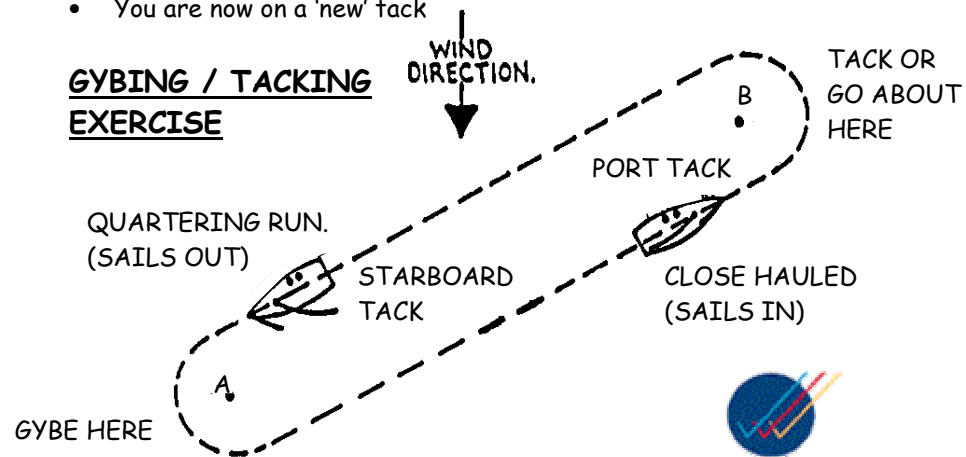 • You are now on a 'new' tack
GYBING / TACKING
EXERCISE
WIND
DIRECTION.
TACK OR
GO ABOUT
HERE
B
PORT TACK
QUARTERING RUN.
(SAILS OUT)
STARBOARD
TACK
CLOSE HAULED
(SAILS IN)
A
GYBE HERE